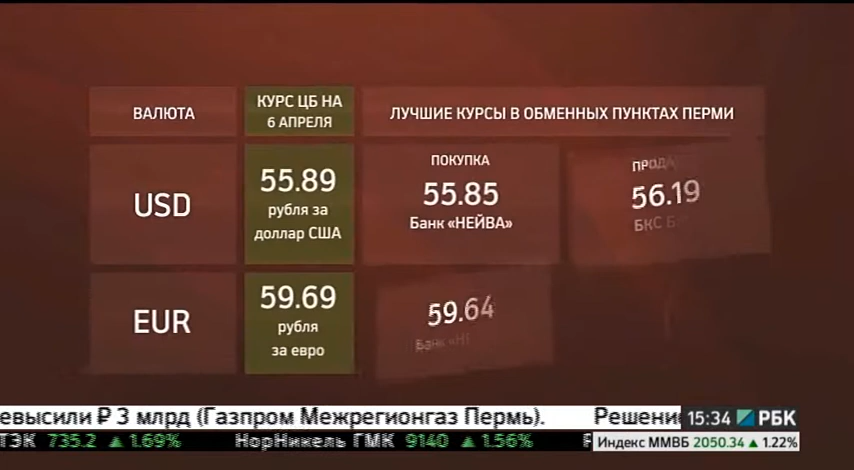 ВАЛЮТА
КУРС ЦБ НА
6 АПРЕЛЯ
ЛУЧШИЕ КУРСЫ В ОБМЕННЫХ ПУНКТАХ ПЕРМИ
USD
55.89
рубля за
доллар США
ПОКУПКА
55.85
Банк «НЕЙВА»
56.19
БКС
EUR
59.69
рубля
за евро
59.64
Банк
евысили ₽ 3 млрд (Газпром Межрегионгаз Пермь). Решени
15:34 РБК
ТЭК 735.2 ▲ 1.69% НорНикель ГМК 9140 ▲ 1.56%
Индекс ММВБ 2050.34 ▲ 1.22%